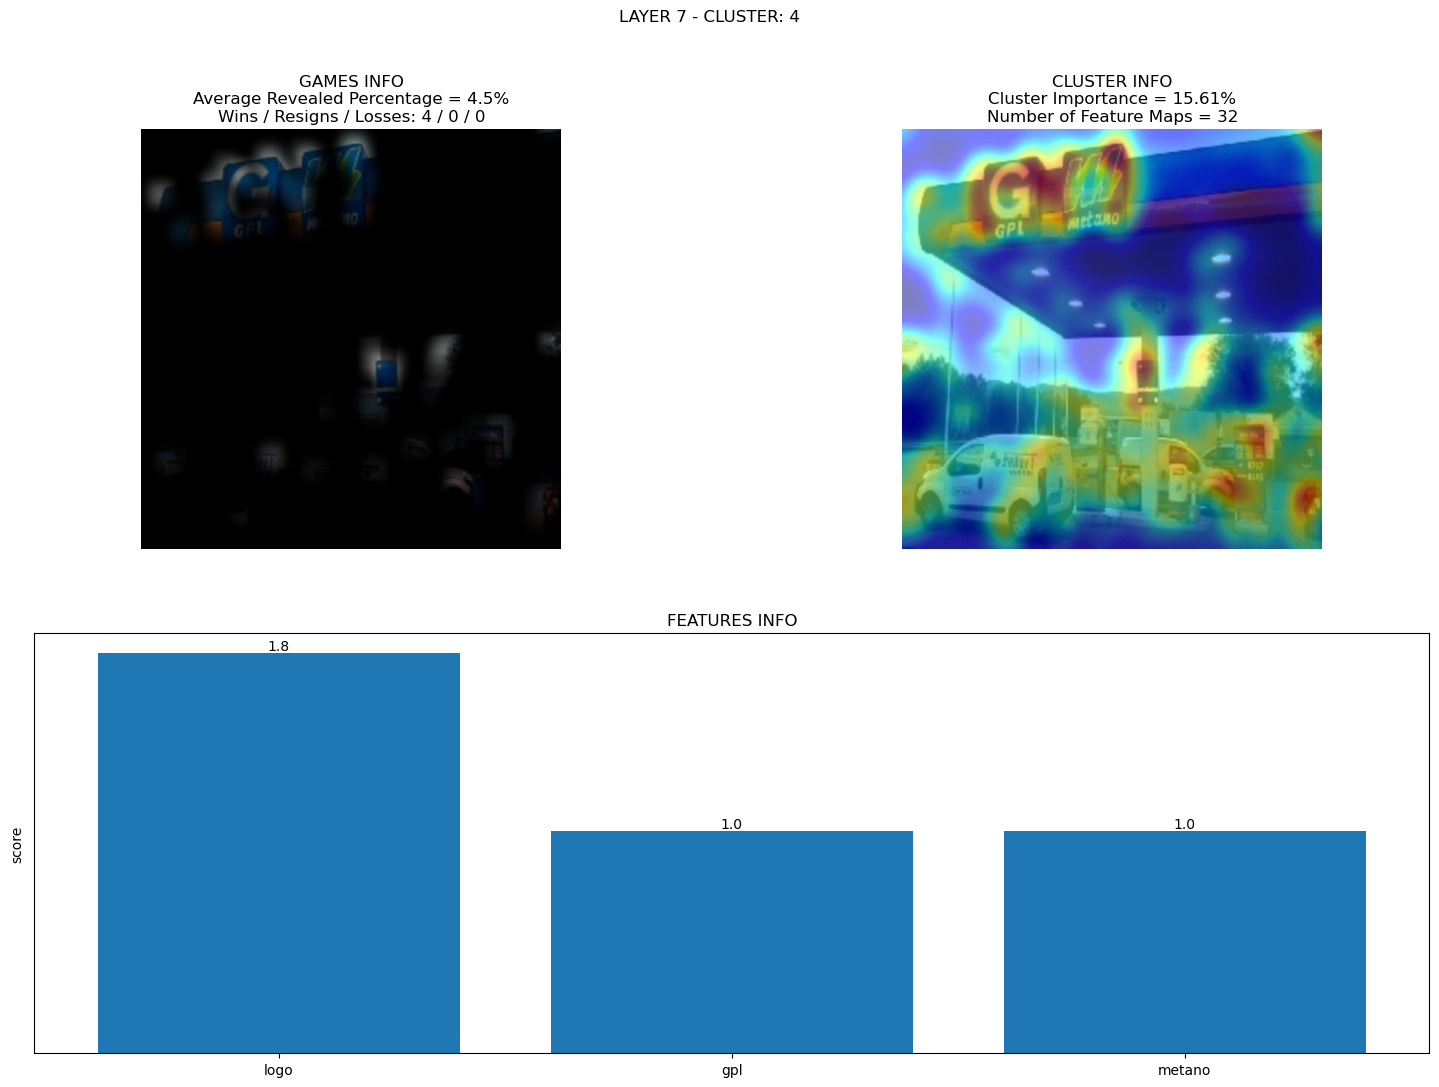 LAYER 7 - CLUSTER: 4
GAMES INFO
Average Revealed Percentage = 4.5%
Wins / Resigns / Losses: 4 / 0 / 0
G
GPL
metano
CLUSTER INFO
Cluster Importance = 15.61%
Number of Feature Maps = 32
G
GPL
metano
FEATURES INFO
score
1.8
1.0
1.0
logo
gpl
metano